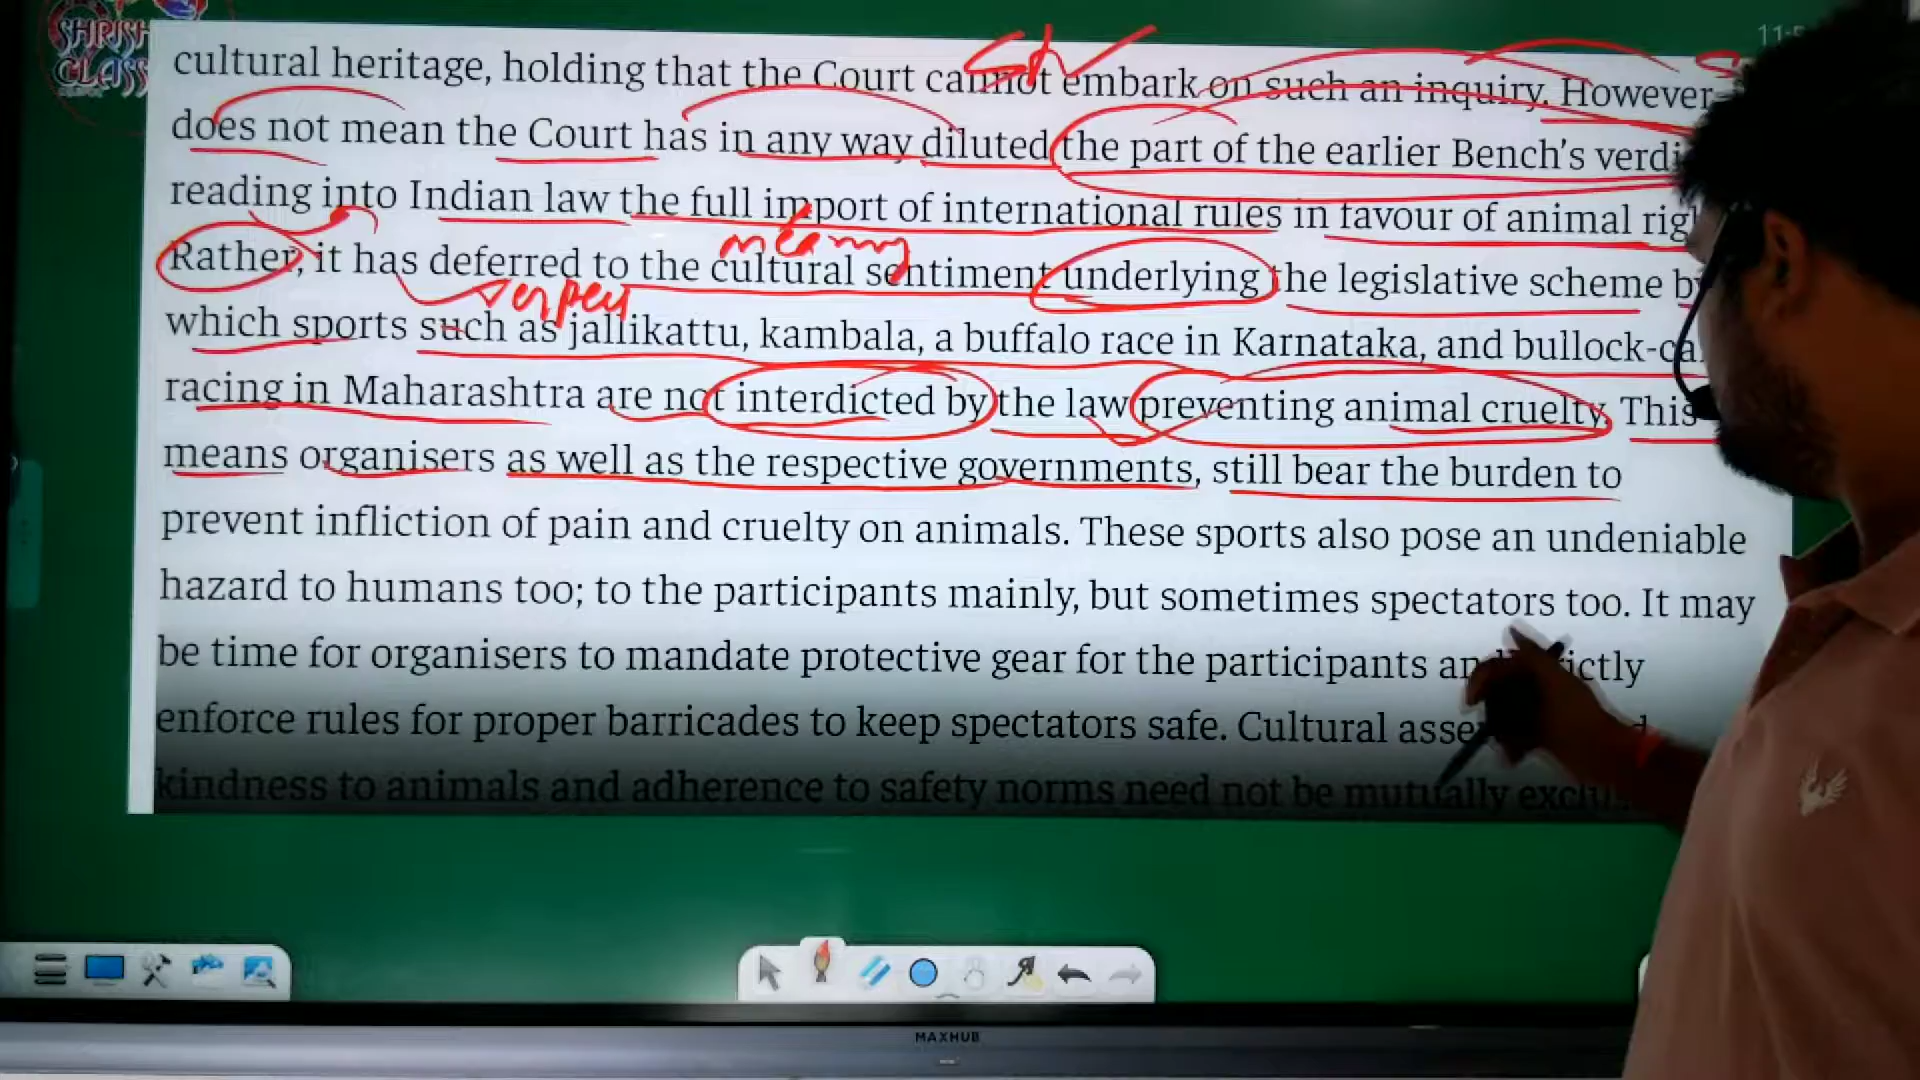 SHIRISH
CLASS
cultural heritage, holding that the Court cannot embark on such an inquiry. However
does not mean the Court has in any way diluted the part of the earlier Bench's
reading into Indian law the full import of international rules in favour of animal
meaning
Rather, it has deferred to the cultural sentiment underlying the legislative scheme
which sports such as jallikattu, kambala, a buffalo race in Karnataka, and
racing in Maharashtra are not interdicted by the law preventing animal cruelty. This
means organisers as well as the respective governments, still bear the burden to
prevent infliction of pain and cruelty on animals. These sports also pose an undeniable
hazard to humans too; to the participants mainly, but sometimes spectators too. It may
be time for organisers to mandate protective gear for the participants
enforce rules for proper barricades to keep spectators safe. Cultural
kindness to animals and adherence to safety norms need not be mutually
MAXHUB